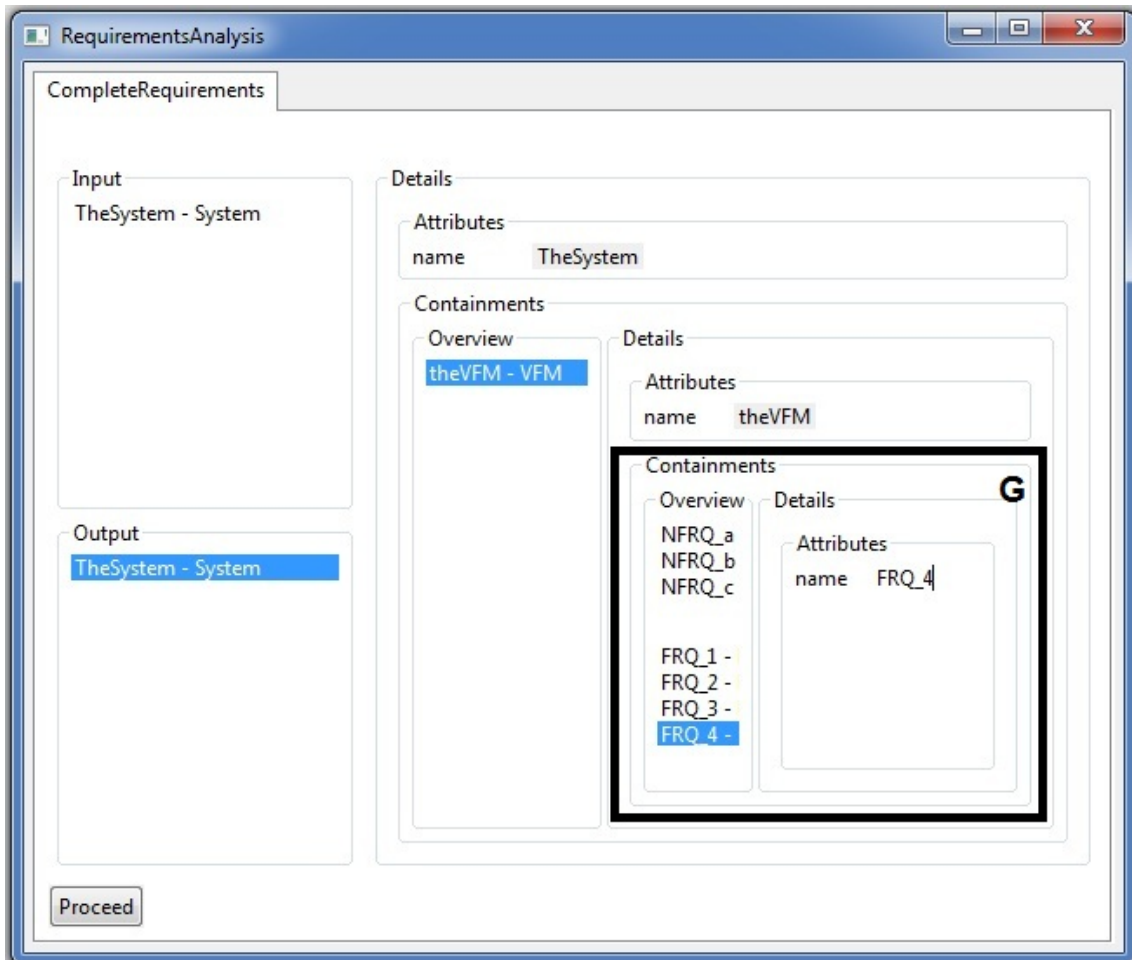 RequirementsAnalysis
CompleteRequirements
Input
TheSystem - System
Output
TheSystem - System
Details
Attributes
name TheSystem
Containments
Overview
theVFM - VFM
Details
Attributes
name theVFM
Containments
G
Overview
NFRQ_a
NFRQ_b
NFRQ_c
FRQ_1 -
FRQ_2 -
FRQ_3 -
FRQ_4 -
Details
Attributes
name FRQ_4
Proceed